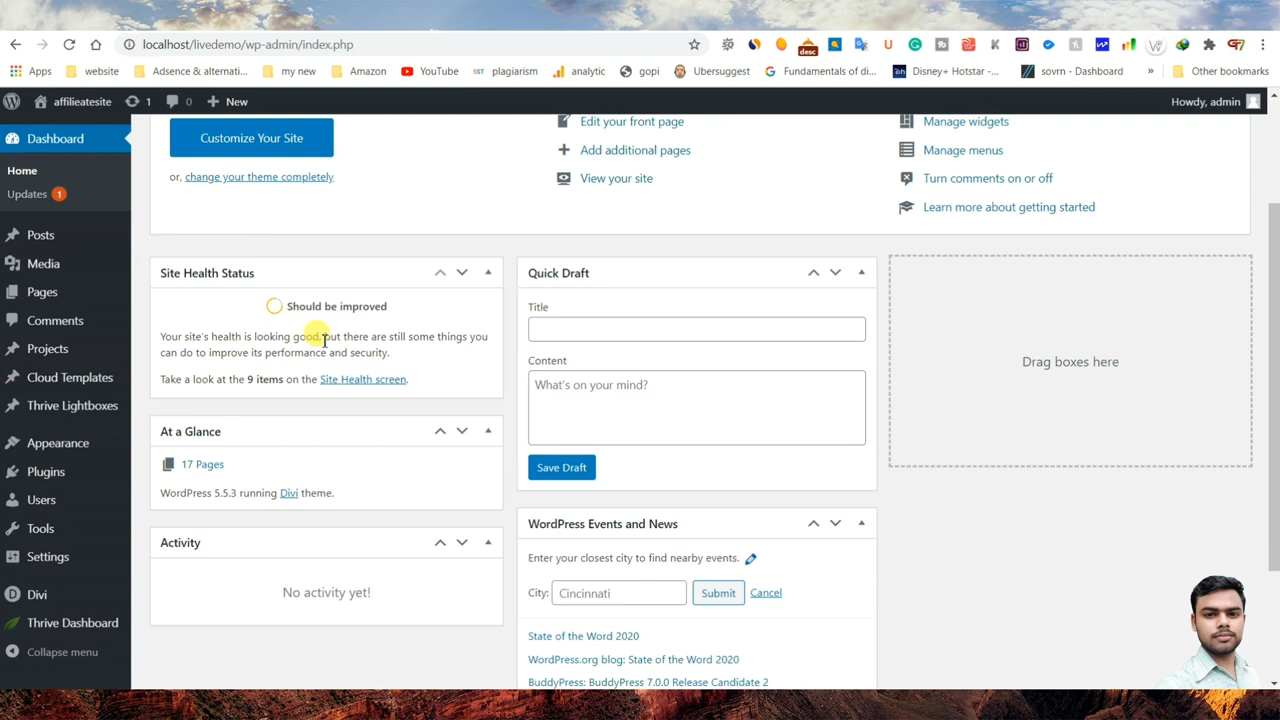 localhost/livedemo/wp-admin/index.php
desc
Apps website Adsence & alternati... my new Amazon YouTube SST plagiarism analytic gopi Ubersuggest Fundamentals of di... Disney+ Hotstar -... sovrn - Dashboard » Other bookmarks
affilieatesite 1 0 New Howdy, admin
Dashboard
Home
Updates 1
Posts
Media
Pages
Comments
Projects
Cloud Templates
Thrive Lightboxes
Appearance
Plugins
Users
Tools
Settings
Divi
Thrive Dashboard
Collapse menu
Customize Your Site
or, change your theme completely
Edit your front page
Add additional pages
View your site
Manage widgets
Manage menus
Turn comments on or off
Learn more about getting started
Site Health Status
Should be improved
Your site's health is looking good, but there are still some things you
can do to improve its performance and security.
Take a look at the 9 items on the Site Health screen.
At a Glance
17 Pages
WordPress 5.5.3 running Divi theme.
Activity
No activity yet!
Quick Draft
Title
Content
What's on your mind?
Save Draft
WordPress Events and News
Enter your closest city to find nearby events.
City: Cincinnati Submit Cancel
State of the Word 2020
WordPress.org blog: State of the Word 2020
BuddyPress: BuddyPress 7.0.0 Release Candidate 2
Drag boxes here